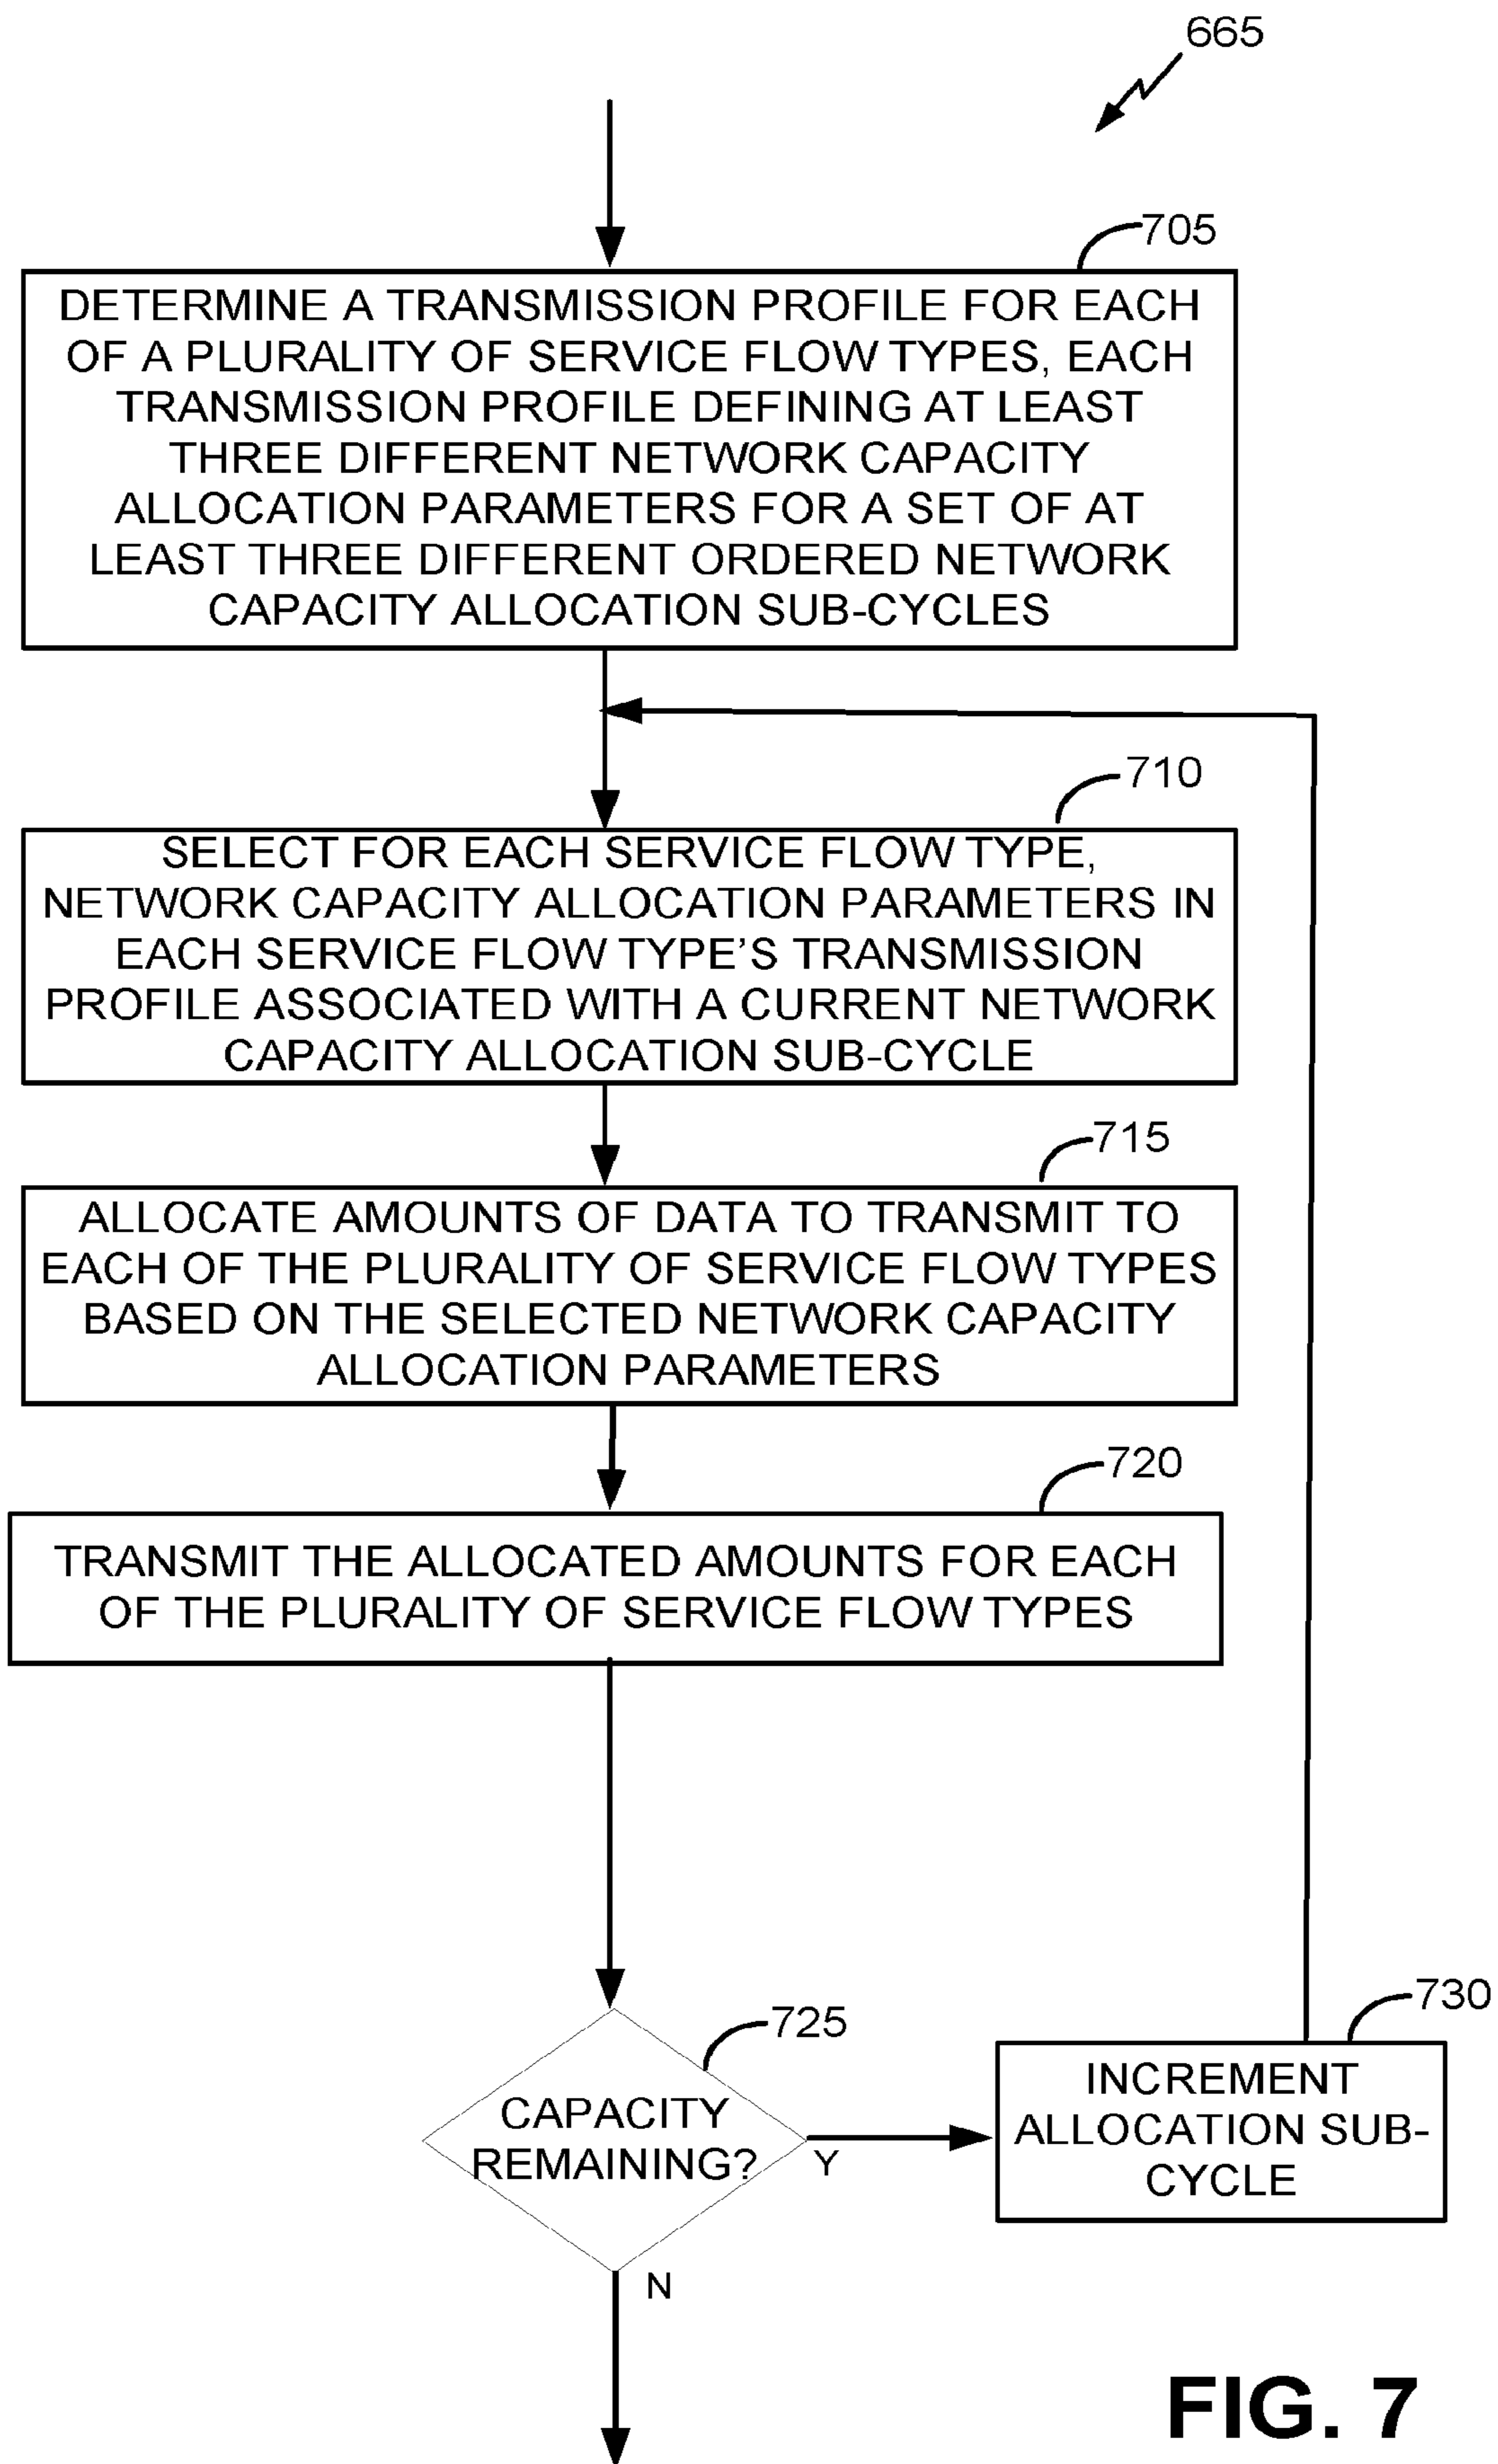 665
705
DETERMINE A TRANSMISSION PROFILE FOR EACH
OF A PLURALITY OF SERVICE FLOW TYPES, EACH
TRANSMISSION PROFILE DEFINING AT LEAST
THREE DIFFERENT NETWORK CAPACITY
ALLOCATION PARAMETERS FOR A SET OF AT
LEAST THREE DIFFERENT ORDERED NETWORK
CAPACITY ALLOCATION SUB-CYCLES
710
SELECT FOR EACH SERVICE FLOW TYPE,
NETWORK CAPACITY ALLOCATION PARAMETERS IN
EACH SERVICE FLOW TYPE’S TRANSMISSION
PROFILE ASSOCIATED WITH A CURRENT NETWORK
CAPACITY ALLOCATION SUB-CYCLE
715
ALLOCATE AMOUNTS OF DATA TO TRANSMIT TO
EACH OF THE PLURALITY OF SERVICE FLOW TYPES
BASED ON THE SELECTED NETWORK CAPACITY
ALLOCATION PARAMETERS
720
TRANSMIT THE ALLOCATED AMOUNTS FOR EACH
OF THE PLURALITY OF SERVICE FLOW TYPES
725
CAPACITY
REMAINING?
Y
N
730
INCREMENT
ALLOCATION SUB-
CYCLE
FIG. 7